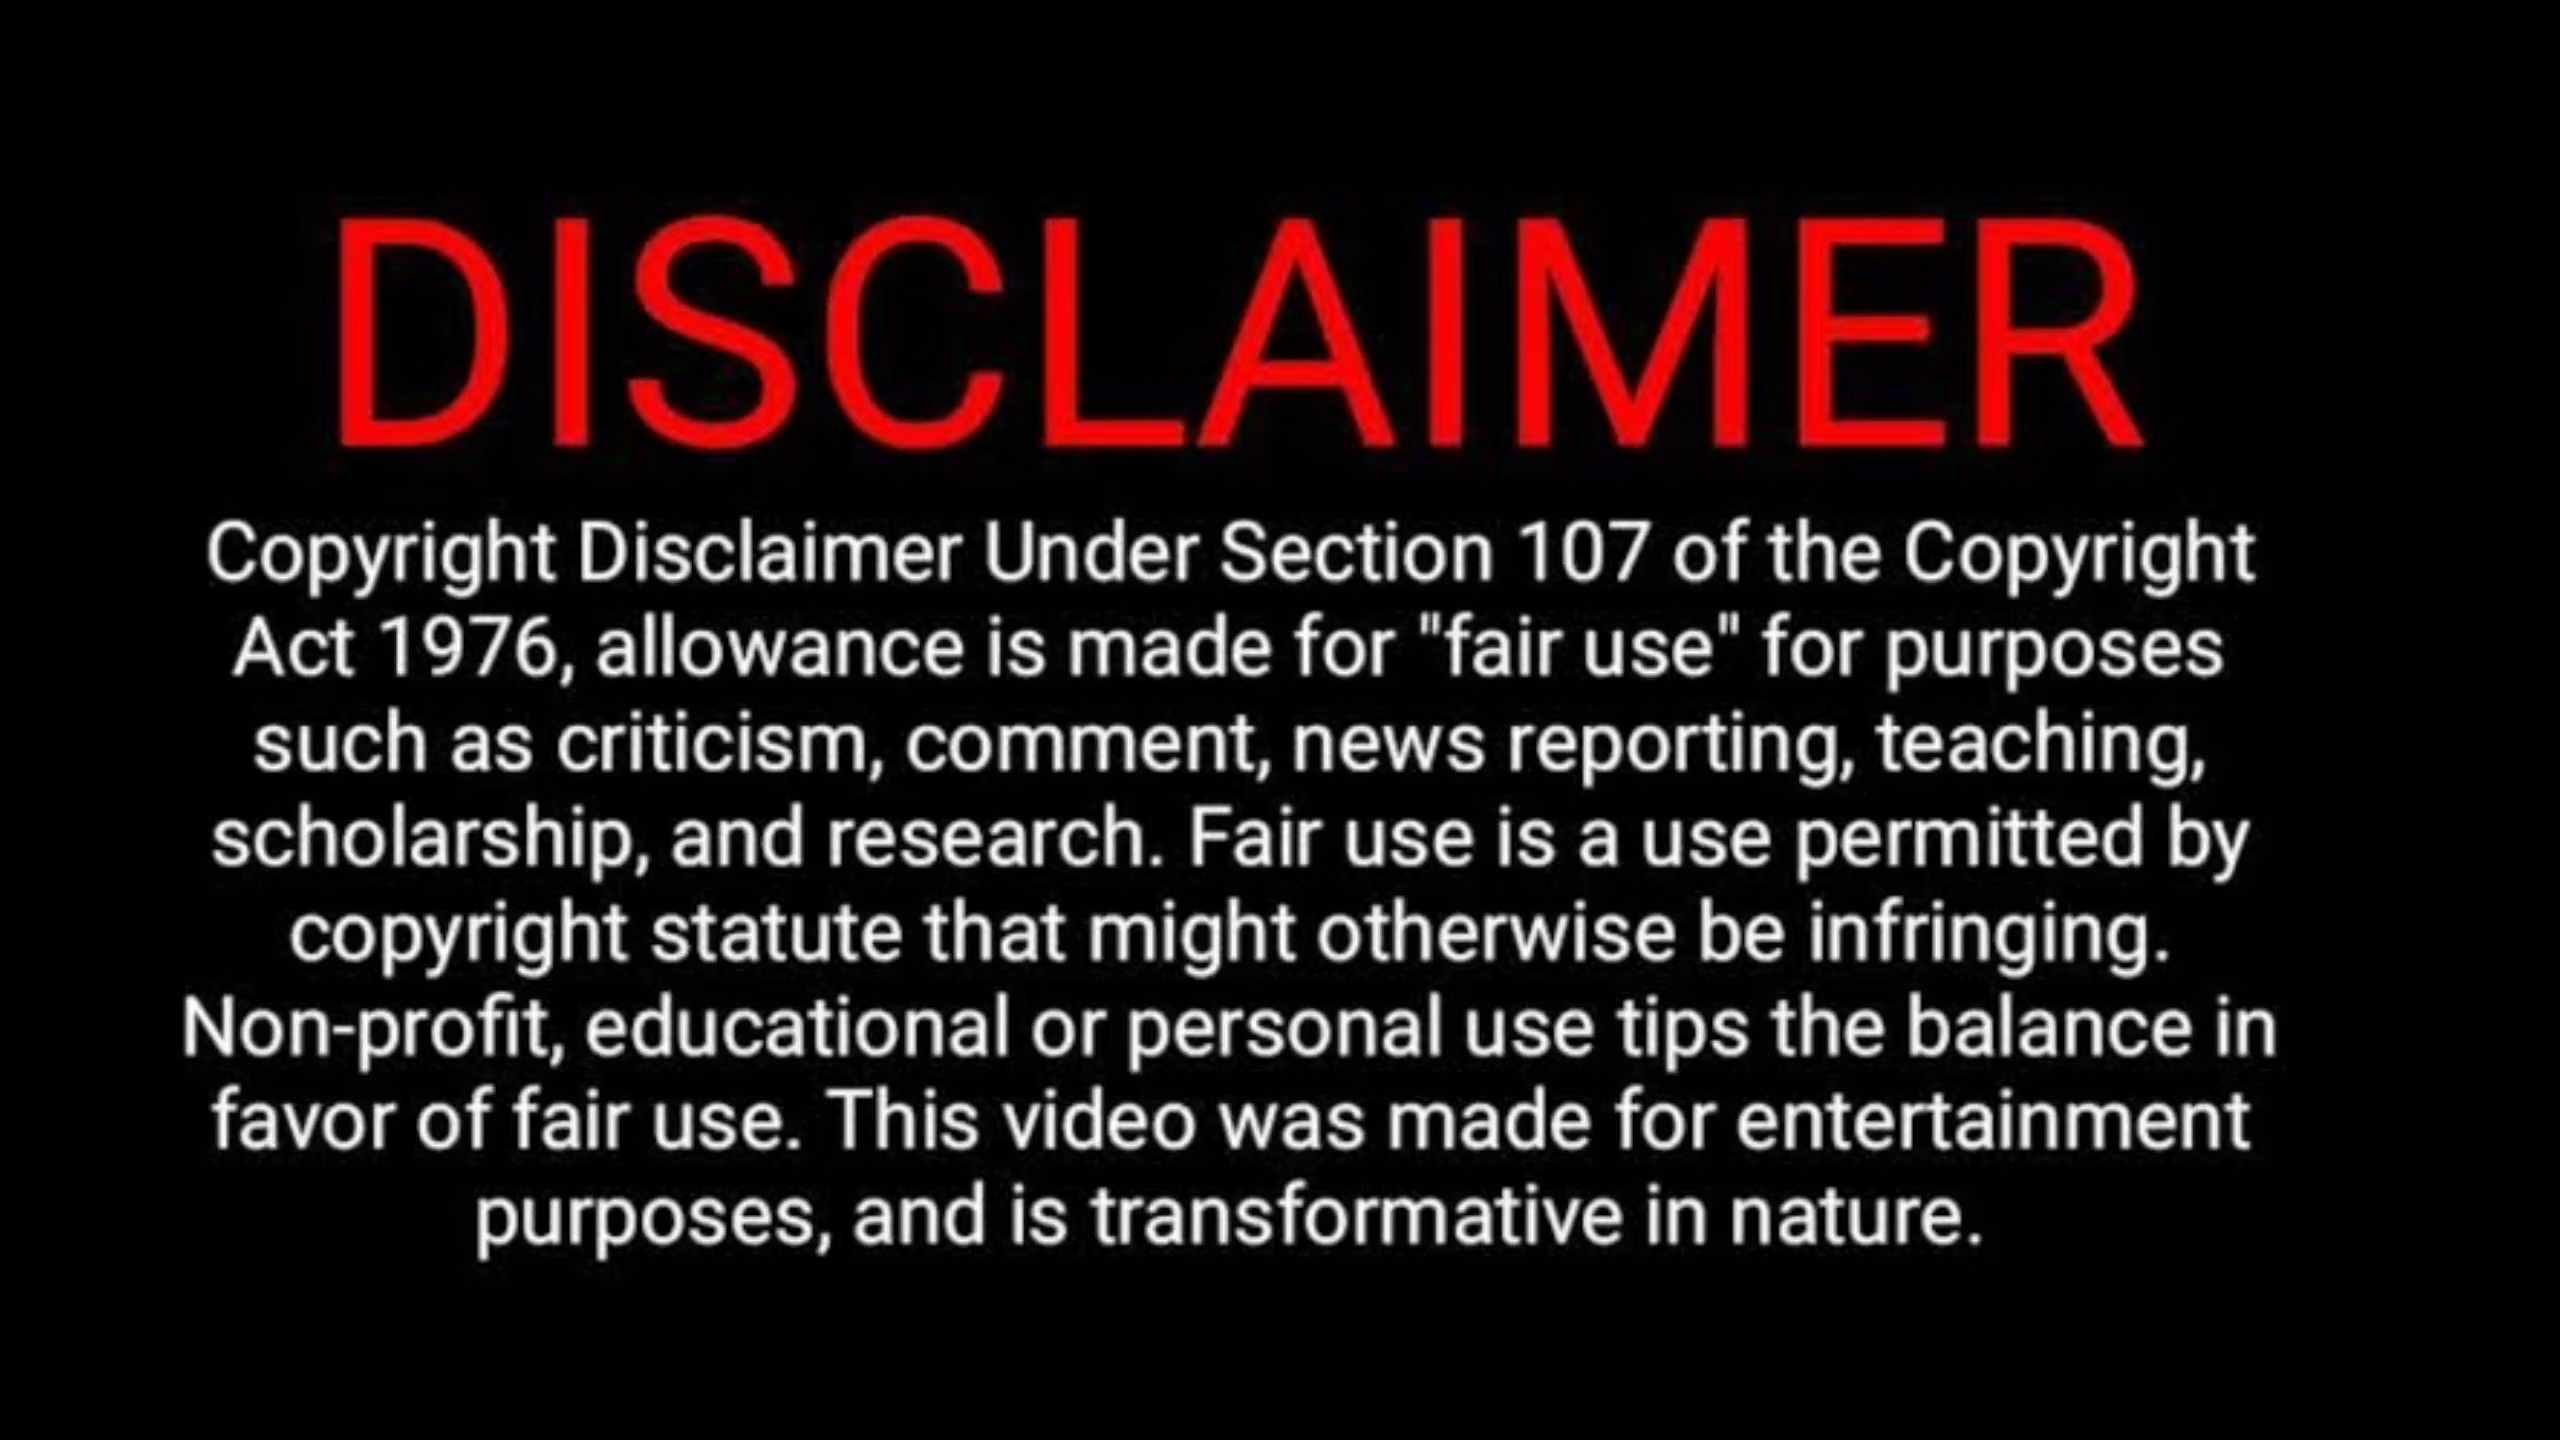 DISCLAIMER
Copyright Disclaimer Under Section 107 of the Copyright
Act 1976, allowance is made for "fair use" for purposes
such as criticism, comment, news reporting, teaching,
scholarship, and research. Fair use is a use permitted by
copyright statute that might otherwise be infringing.
Non-profit, educational or personal use tips the balance in
favor of fair use. This video was made for entertainment
purposes, and is transformative in nature.